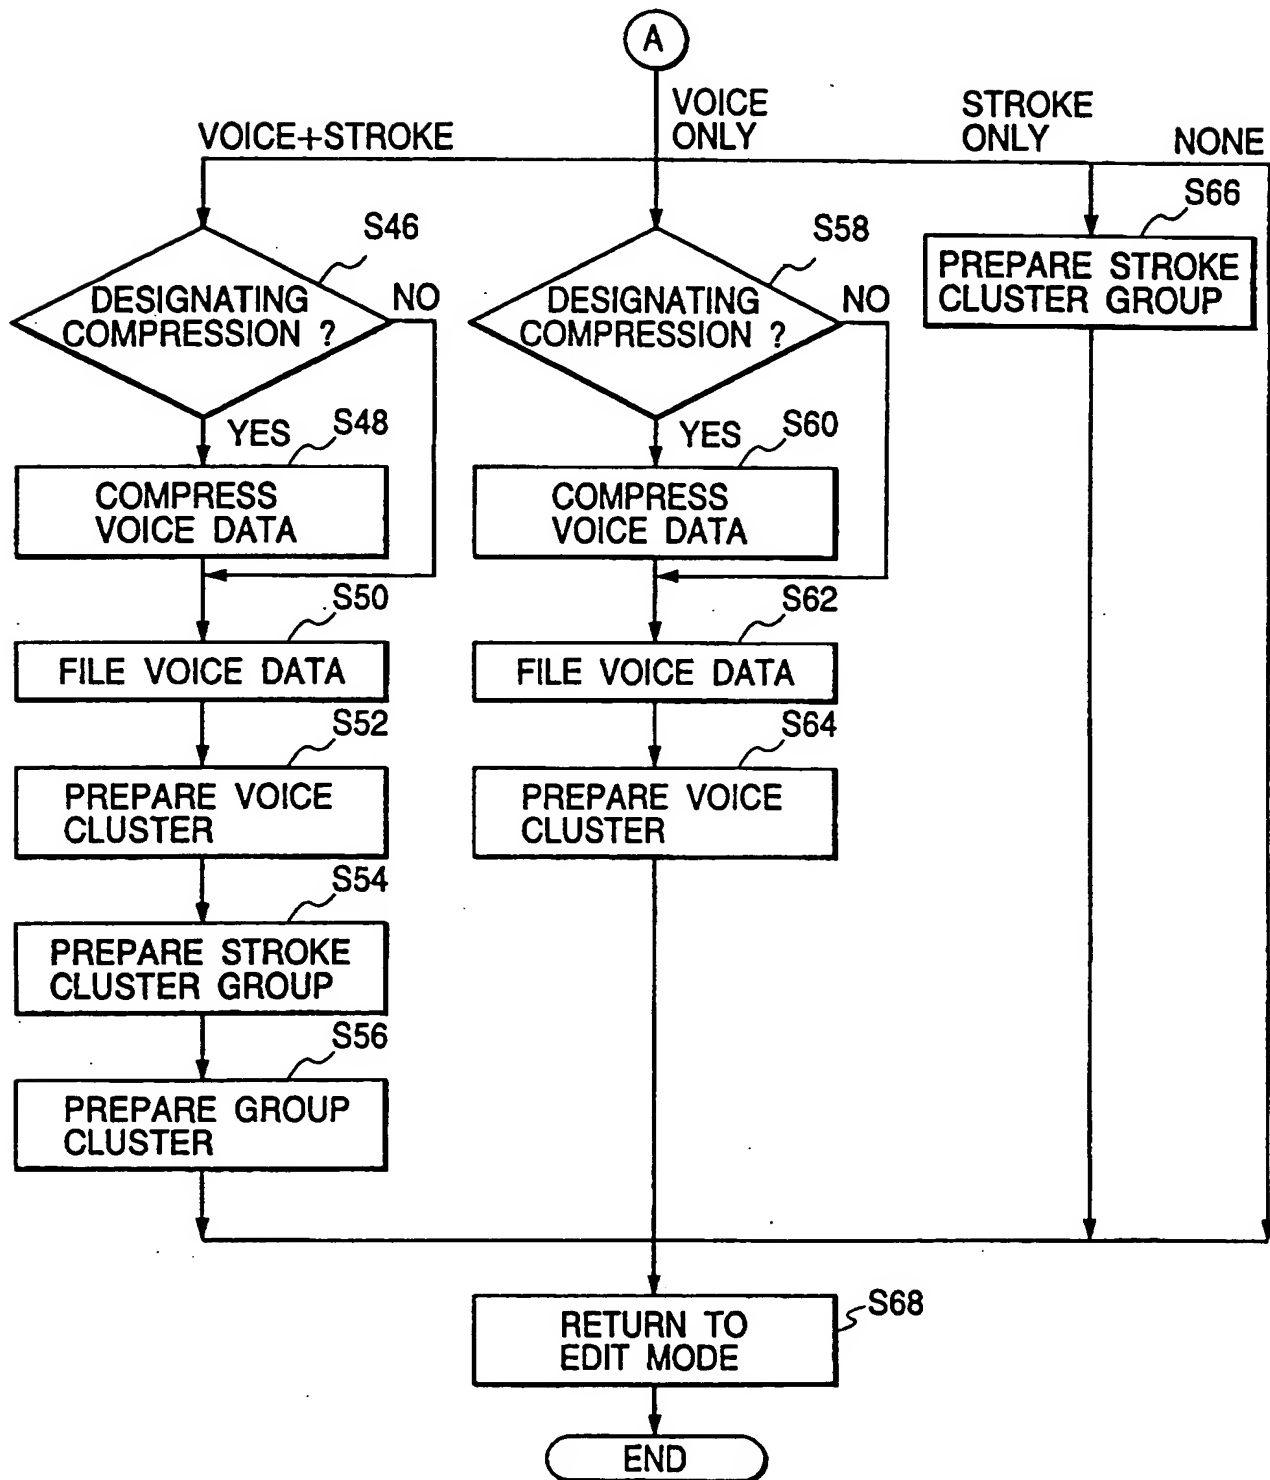 A
VOICE+STROKE
VOICE
ONLY
STROKE
ONLY
NONE
S46
DESIGNATING
COMPRESSION ?
NO
YES
S48
COMPRESS
VOICE DATA
S50
FILE VOICE DATA
S52
PREPARE VOICE
CLUSTER
S54
PREPARE STROKE
CLUSTER GROUP
S56
PREPARE GROUP
CLUSTER
S58
DESIGNATING
COMPRESSION ?
NO
YES
S60
COMPRESS
VOICE DATA
S62
FILE VOICE DATA
S64
PREPARE VOICE
CLUSTER
S66
PREPARE STROKE
CLUSTER GROUP
S68
RETURN TO
EDIT MODE
END